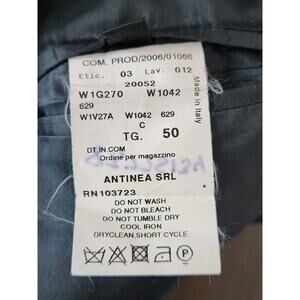 COM. PROD/2006/01066
Etic. 03 Lav. 012
20052
W1G270 W1042
629
W1V27A W1042 629
C
TG. 50
DT.IN COM
Ordine per magazzino
ANTINEA SRL
RN103723
DO NOT WASH
DO NOT BLEACH
DO NOT TUMBLE DRY
COOL IRON
DRYCLEAN,SHORT CYCLE
P
Made in Italy